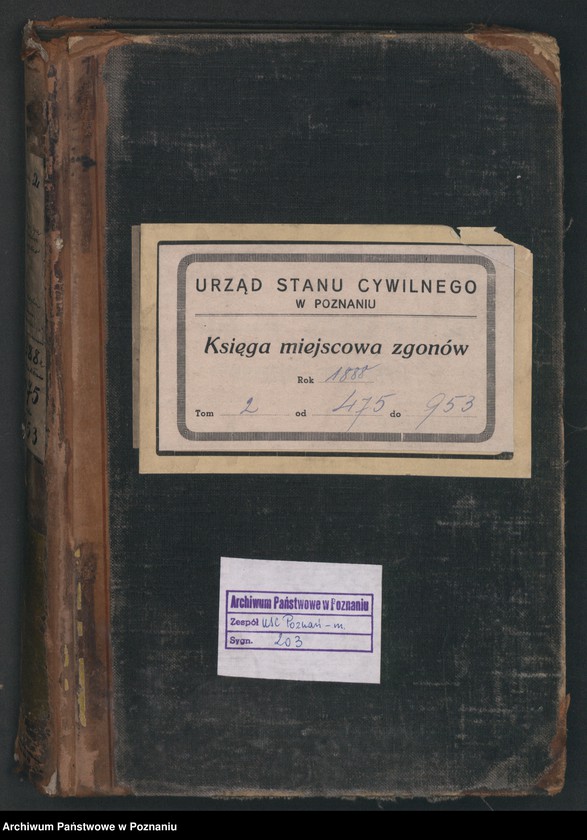 URZĄD STANU CYWILNEGO
W POZNANIU
Księga miejscowa zgonów
Rok 1888
Tom 2 od 475 do 953
Archiwum Państwowe w Poznaniu
Zespół USC Poznań-m.
Sygn. 203
Archiwum Państwowe w Poznaniu